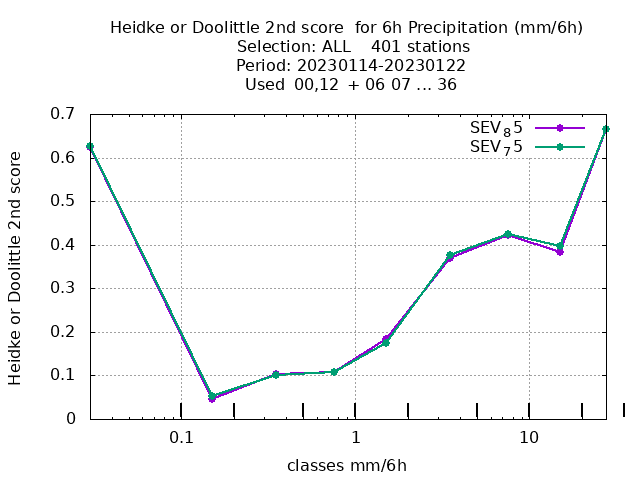 Heidke or Doolittle 2nd score  for 6h Precipitation (mm/6h)
Selection: ALL    401 stations
Period: 20230114-20230122
Used  00,12  + 06 07 ... 36
SEV₈5
SEV₇5
0.7
0.6
0.5
0.4
0.3
0.2
0.1
0
Heidke or Doolittle 2nd score
0.1
1
10
classes mm/6h